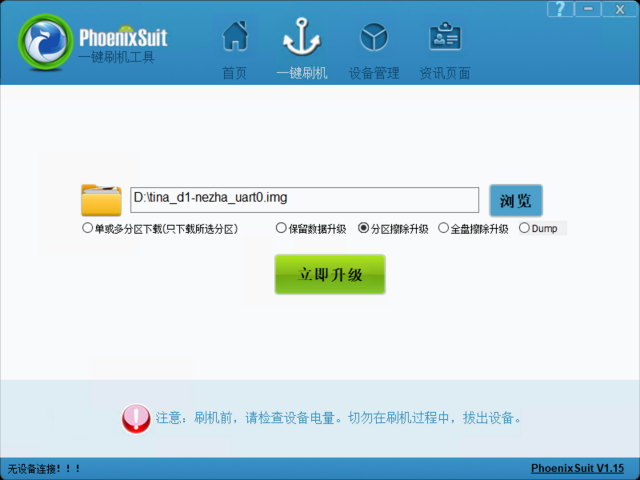 PhoenixSuit
一键刷机工具
首页
一键刷机
设备管理
资讯页面
D:\tina_d1-nezha_uart0.img
浏览
单或多分区下载(只下载所选分区)
保留数据升级
分区擦除升级
全盘擦除升级
Dump
立即升级
注意：刷机前，请检查设备电量。切勿在刷机过程中，拔出设备。
无设备连接！！！
PhoenixSuit V1.15